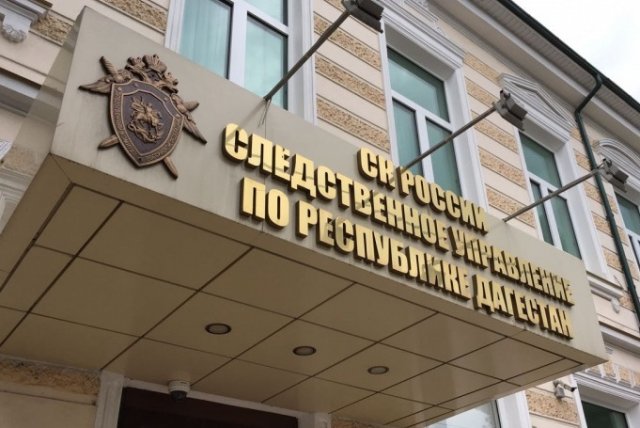 СК РОССИИ
СЛЕДСТВЕННОЕ УПРАВЛЕНИЕ
ПО РЕСПУБЛИКЕ ДАГЕСТАН